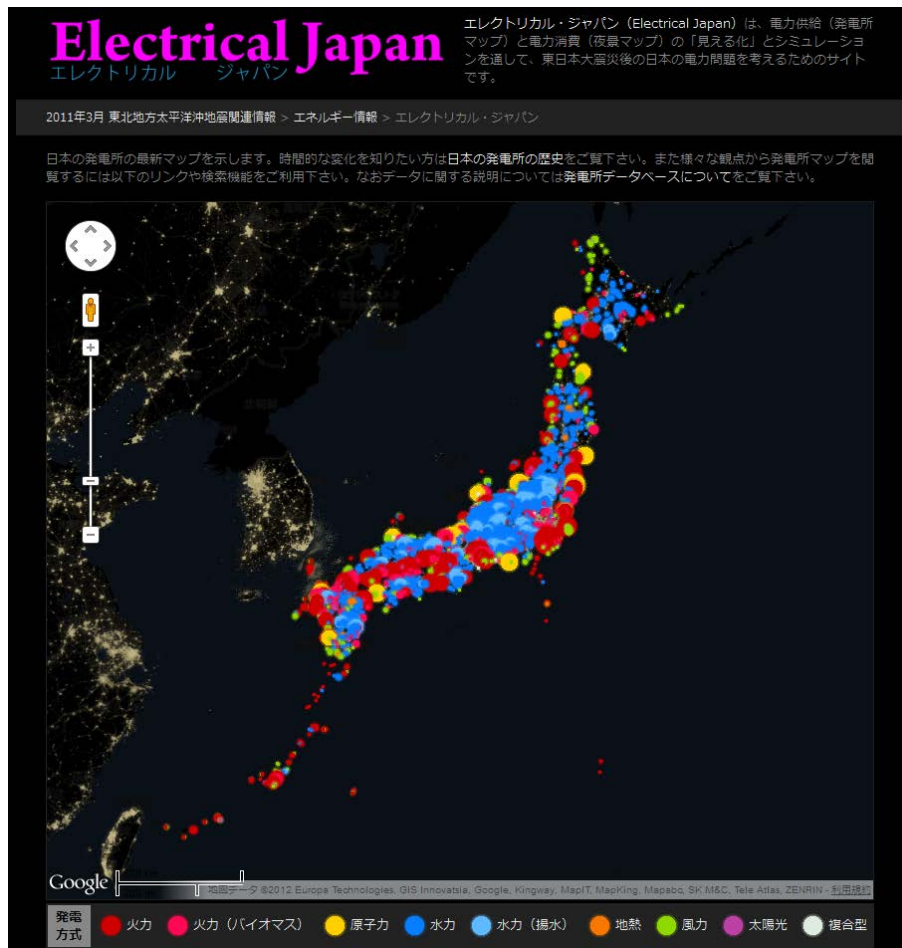 Electrical Japan
エレクトリカル ジャパン
エレクトリカル・ジャパン（Electrical Japan）は、電力供給（発電所
マップ）と電力消費（夜景マップ）の「見える化」とシミュレーショ
ンを通して、東日本大震災後の日本の電力問題を考えるためのサイト
です。
2011年3月 東北地方太平洋沖地震関連情報 > エネルギー情報 > エレクトリカル・ジャパン
日本の発電所の最新マップを示します。時間的な変化を知りたい方は日本の発電所の歴史をご覧下さい。また様々な観点から発電所マップを閲
覧するには以下のリンクや検索機能をご利用下さい。なおデータに関する説明については発電所データベースについてをご覧下さい。
Google
地図データ ©2012 Europa Technologies, GIS Innovatsia, Google, Kingway, MapIT, MapKing, Mapabc, SK M&C, Tele Atlas, ZENRIN - 利用規約
発電
方式
火力 火力（バイオマス） 原子力 水力 水力（揚水） 地熱 風力 太陽光 複合型